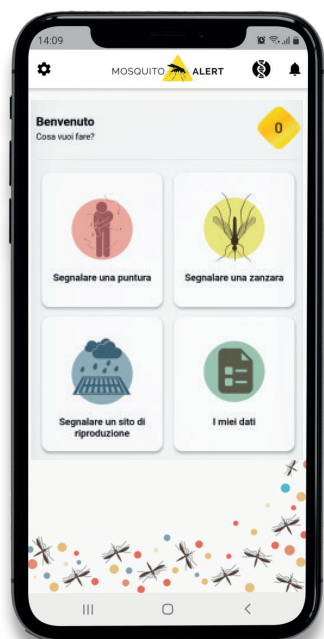 14:09
MOSQUITO ALERT
Benvenuto
Cosa vuoi fare?
0
Segnalare una puntura
Segnalare una zanzara
Segnalare un sito di
riproduzione
I miei dati